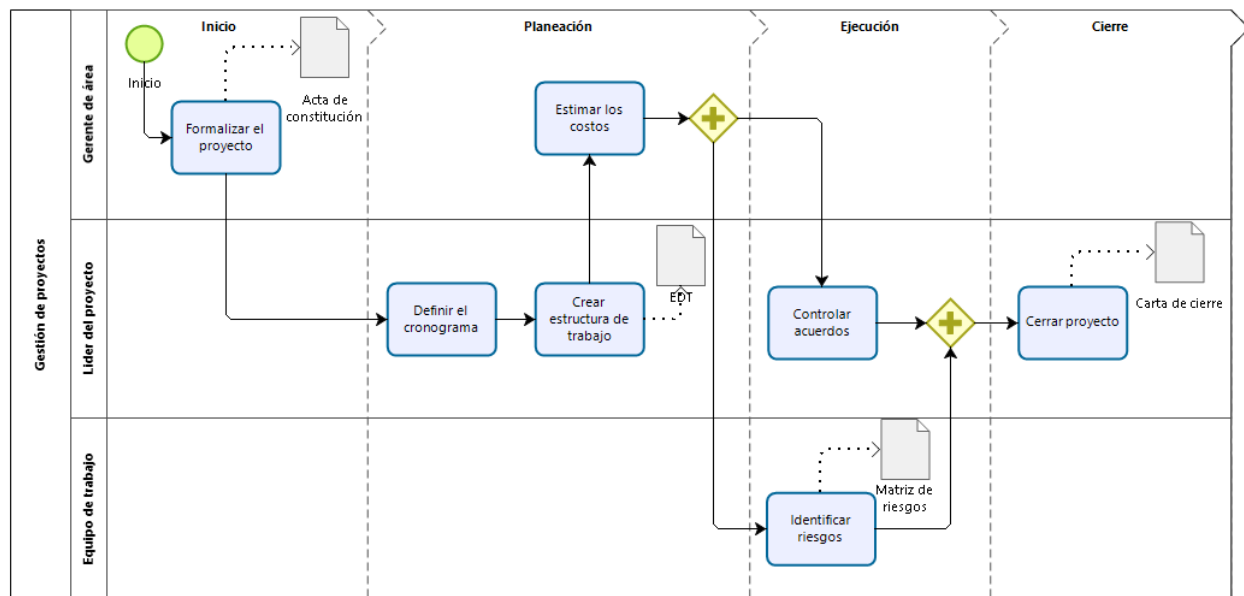 Inicio
Planeación
Ejecución
Cierre
Gestión de proyectos
Gerente de área
Inicio
Formalizar el
proyecto
Acta de
constitución
Estimar los
costos
Líder del proyecto
Definir el
cronograma
Crear
estructura de
trabajo
EDT
Controlar
acuerdos
Cerrar proyecto
Carta de cierre
Equipo de trabajo
Identificar
riesgos
Matriz de
riesgos